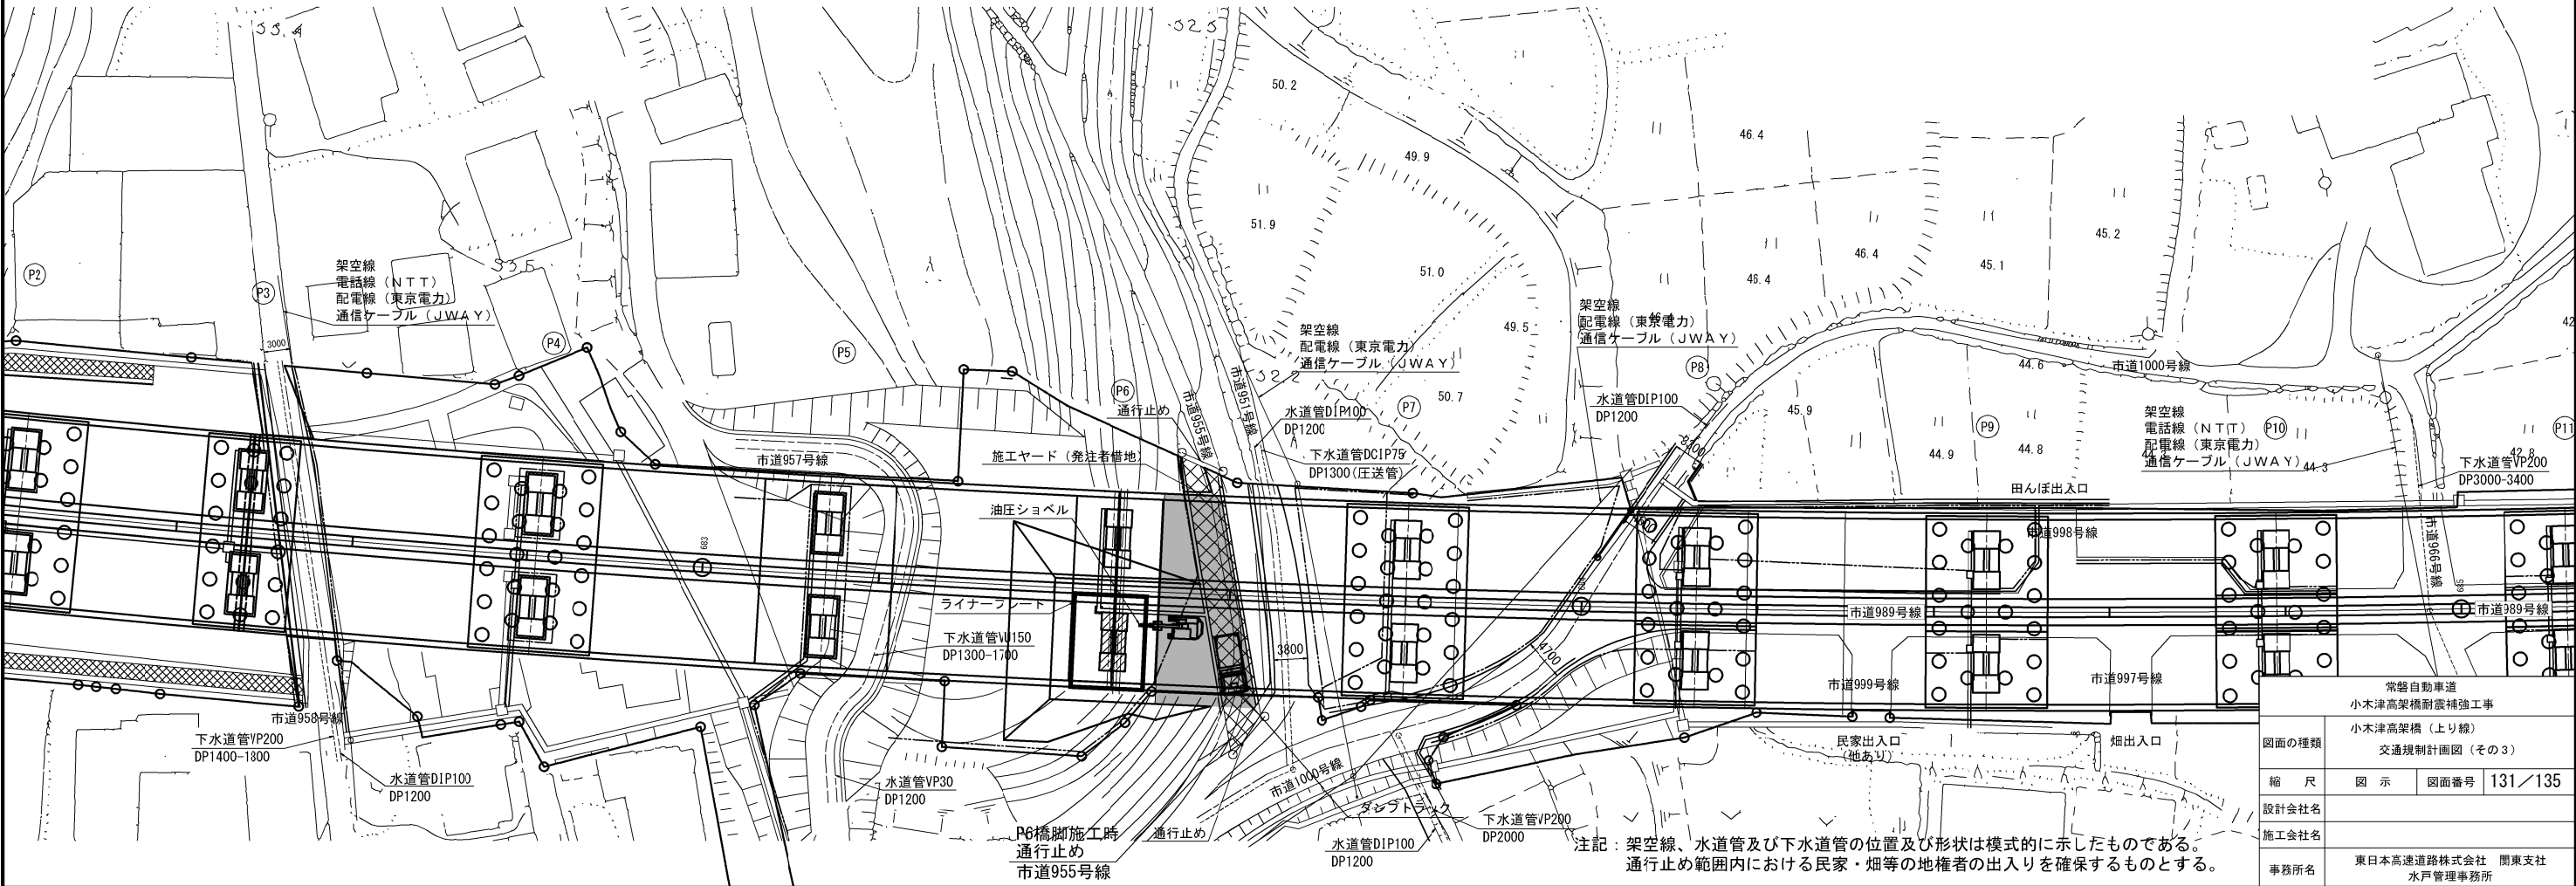 33.4
P2
P3
3000
架空線
電話線（ＮＴＴ）
配電線（東京電力）
通信ケーブル（ＪＷＡＹ）
33.5
P4
P5
P6
通行止め
市道955号線
市道951号線
32.3
32.2
50.2
49.9
51.9
51.0
49.5
50.7
架空線
配電線（東京電力）
通信ケーブル（ＪＷＡＹ）
水道管DIP100
DP1200
P7
下水道管DCIP75
DP1300(圧送管)
施工ヤード（発注者借地）
市道957号線
油圧ショベル
683
ライナープレート
下水道管VU150
DP1300-1700
3800
4700
架空線
配電線（東京電力）
通信ケーブル（ＪＷＡＹ）
46.4
46.4
46.4
46.4
45.1
45.2
P8
水道管DIP100
DP1200
45.9
44.9
44.8
44.6
P9
市道1000号線
架空線
電話線（ＮＴＴ）
配電線（東京電力）
通信ケーブル（ＪＷＡＹ）
44.3
P10
P11
42.8
下水道管VP200
DP3000-3400
田んぼ出入口
市道998号線
市道966号線
市道989号線
市道989号線
685
市道999号線
市道997号線
民家出入口
（他あり）
畑出入口
市道958号線
下水道管VP200
DP1400-1800
水道管DIP100
DP1200
水道管VP30
DP1200
P6橋脚施工時
通行止め
市道955号線
通行止め
市道1000号線
ダンプトラック
水道管DIP100
DP1200
下水道管VP200
DP2000
注記：架空線、水道管及び下水道管の位置及び形状は模式的に示したものである。
通行止め範囲内における民家・畑等の地権者の出入りを確保するものとする。
常磐自動車道
小木津高架橋耐震補強工事
図面の種類
小木津高架橋（上り線）
交通規制計画図（その３）
縮　尺
図　示
図面番号
131／135
設計会社名
施工会社名
事務所名
東日本高速道路株式会社　関東支社
水戸管理事務所